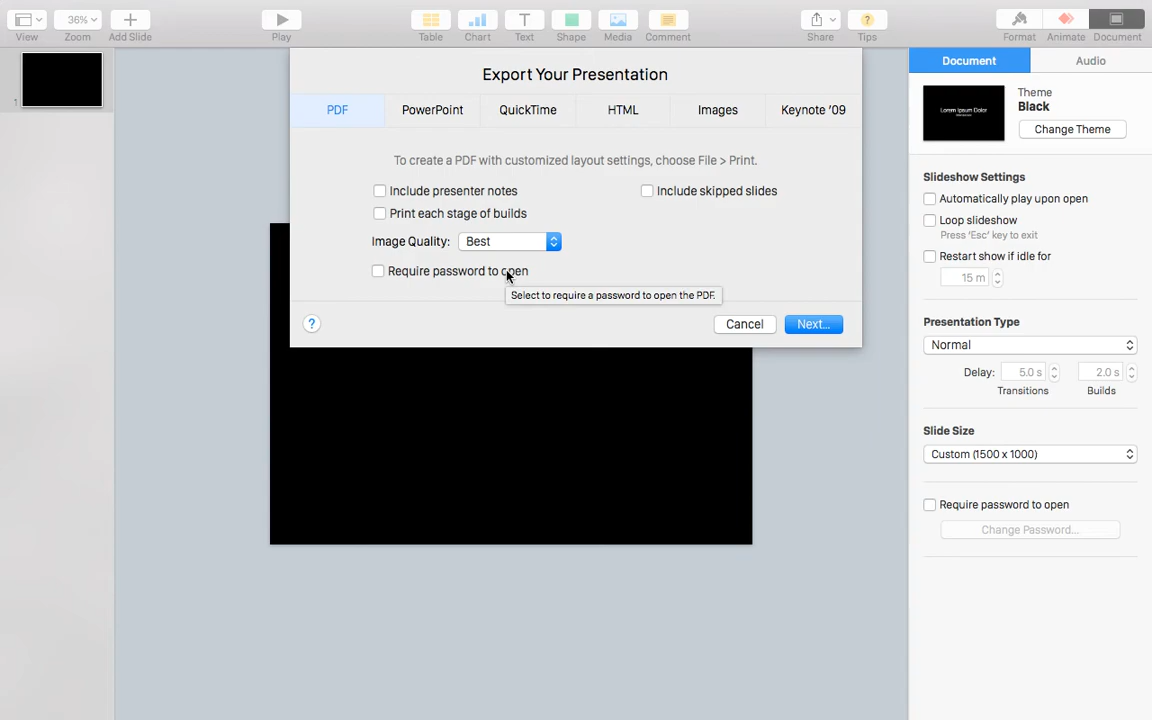 36%
View
Zoom
Add Slide
Play
Table
Chart
Text
Shape
Media
Comment
Share
Tips
Format
Animate
Document
1
Export Your Presentation
PDF
PowerPoint
QuickTime
HTML
Images
Keynote '09
To create a PDF with customized layout settings, choose File > Print.
Include presenter notes
Include skipped slides
Print each stage of builds
Image Quality: Best
Require password to open
Select to require a password to open the PDF.
?
Cancel
Next...
Document
Audio
Lorem Ipsum Dolor
Theme
Black
Change Theme
Slideshow Settings
Automatically play upon open
Loop slideshow
Press 'Esc' key to exit
Restart show if idle for
15 m
Presentation Type
Normal
Delay: 5.0 s 2.0 s
Transitions Builds
Slide Size
Custom (1500 x 1000)
Require password to open
Change Password...